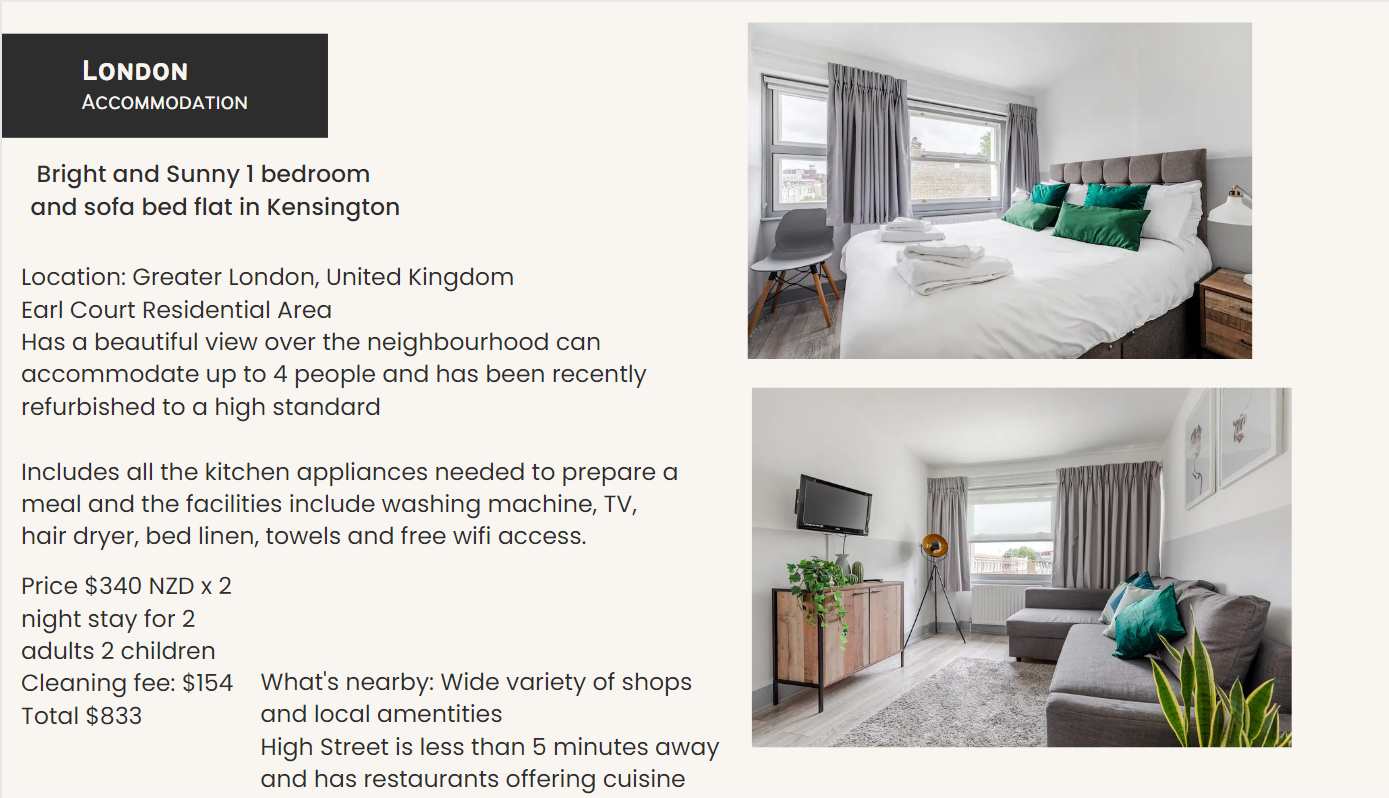 LONDON
ACCOMMODATION
Bright and Sunny 1 bedroom
and sofa bed flat in Kensington
Location: Greater London, United Kingdom
Earl Court Residential Area
Has a beautiful view over the neighbourhood can
accommodate up to 4 people and has been recently
refurbished to a high standard
Includes all the kitchen appliances needed to prepare a
meal and the facilities include washing machine, TV,
hair dryer, bed linen, towels and free wifi access.
Price $340 NZD x 2
night stay for 2
adults 2 children
Cleaning fee: $154
Total $833
What's nearby: Wide variety of shops
and local amentities
High Street is less than 5 minutes away
and has restaurants offering cuisine